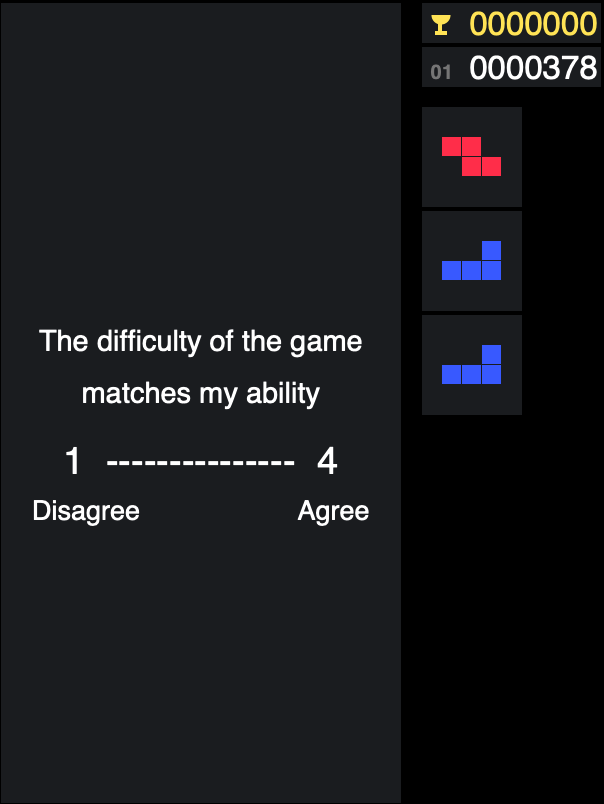 0000000
01 0000378
The difficulty of the game
matches my ability
1 --------------- 4
Disagree Agree